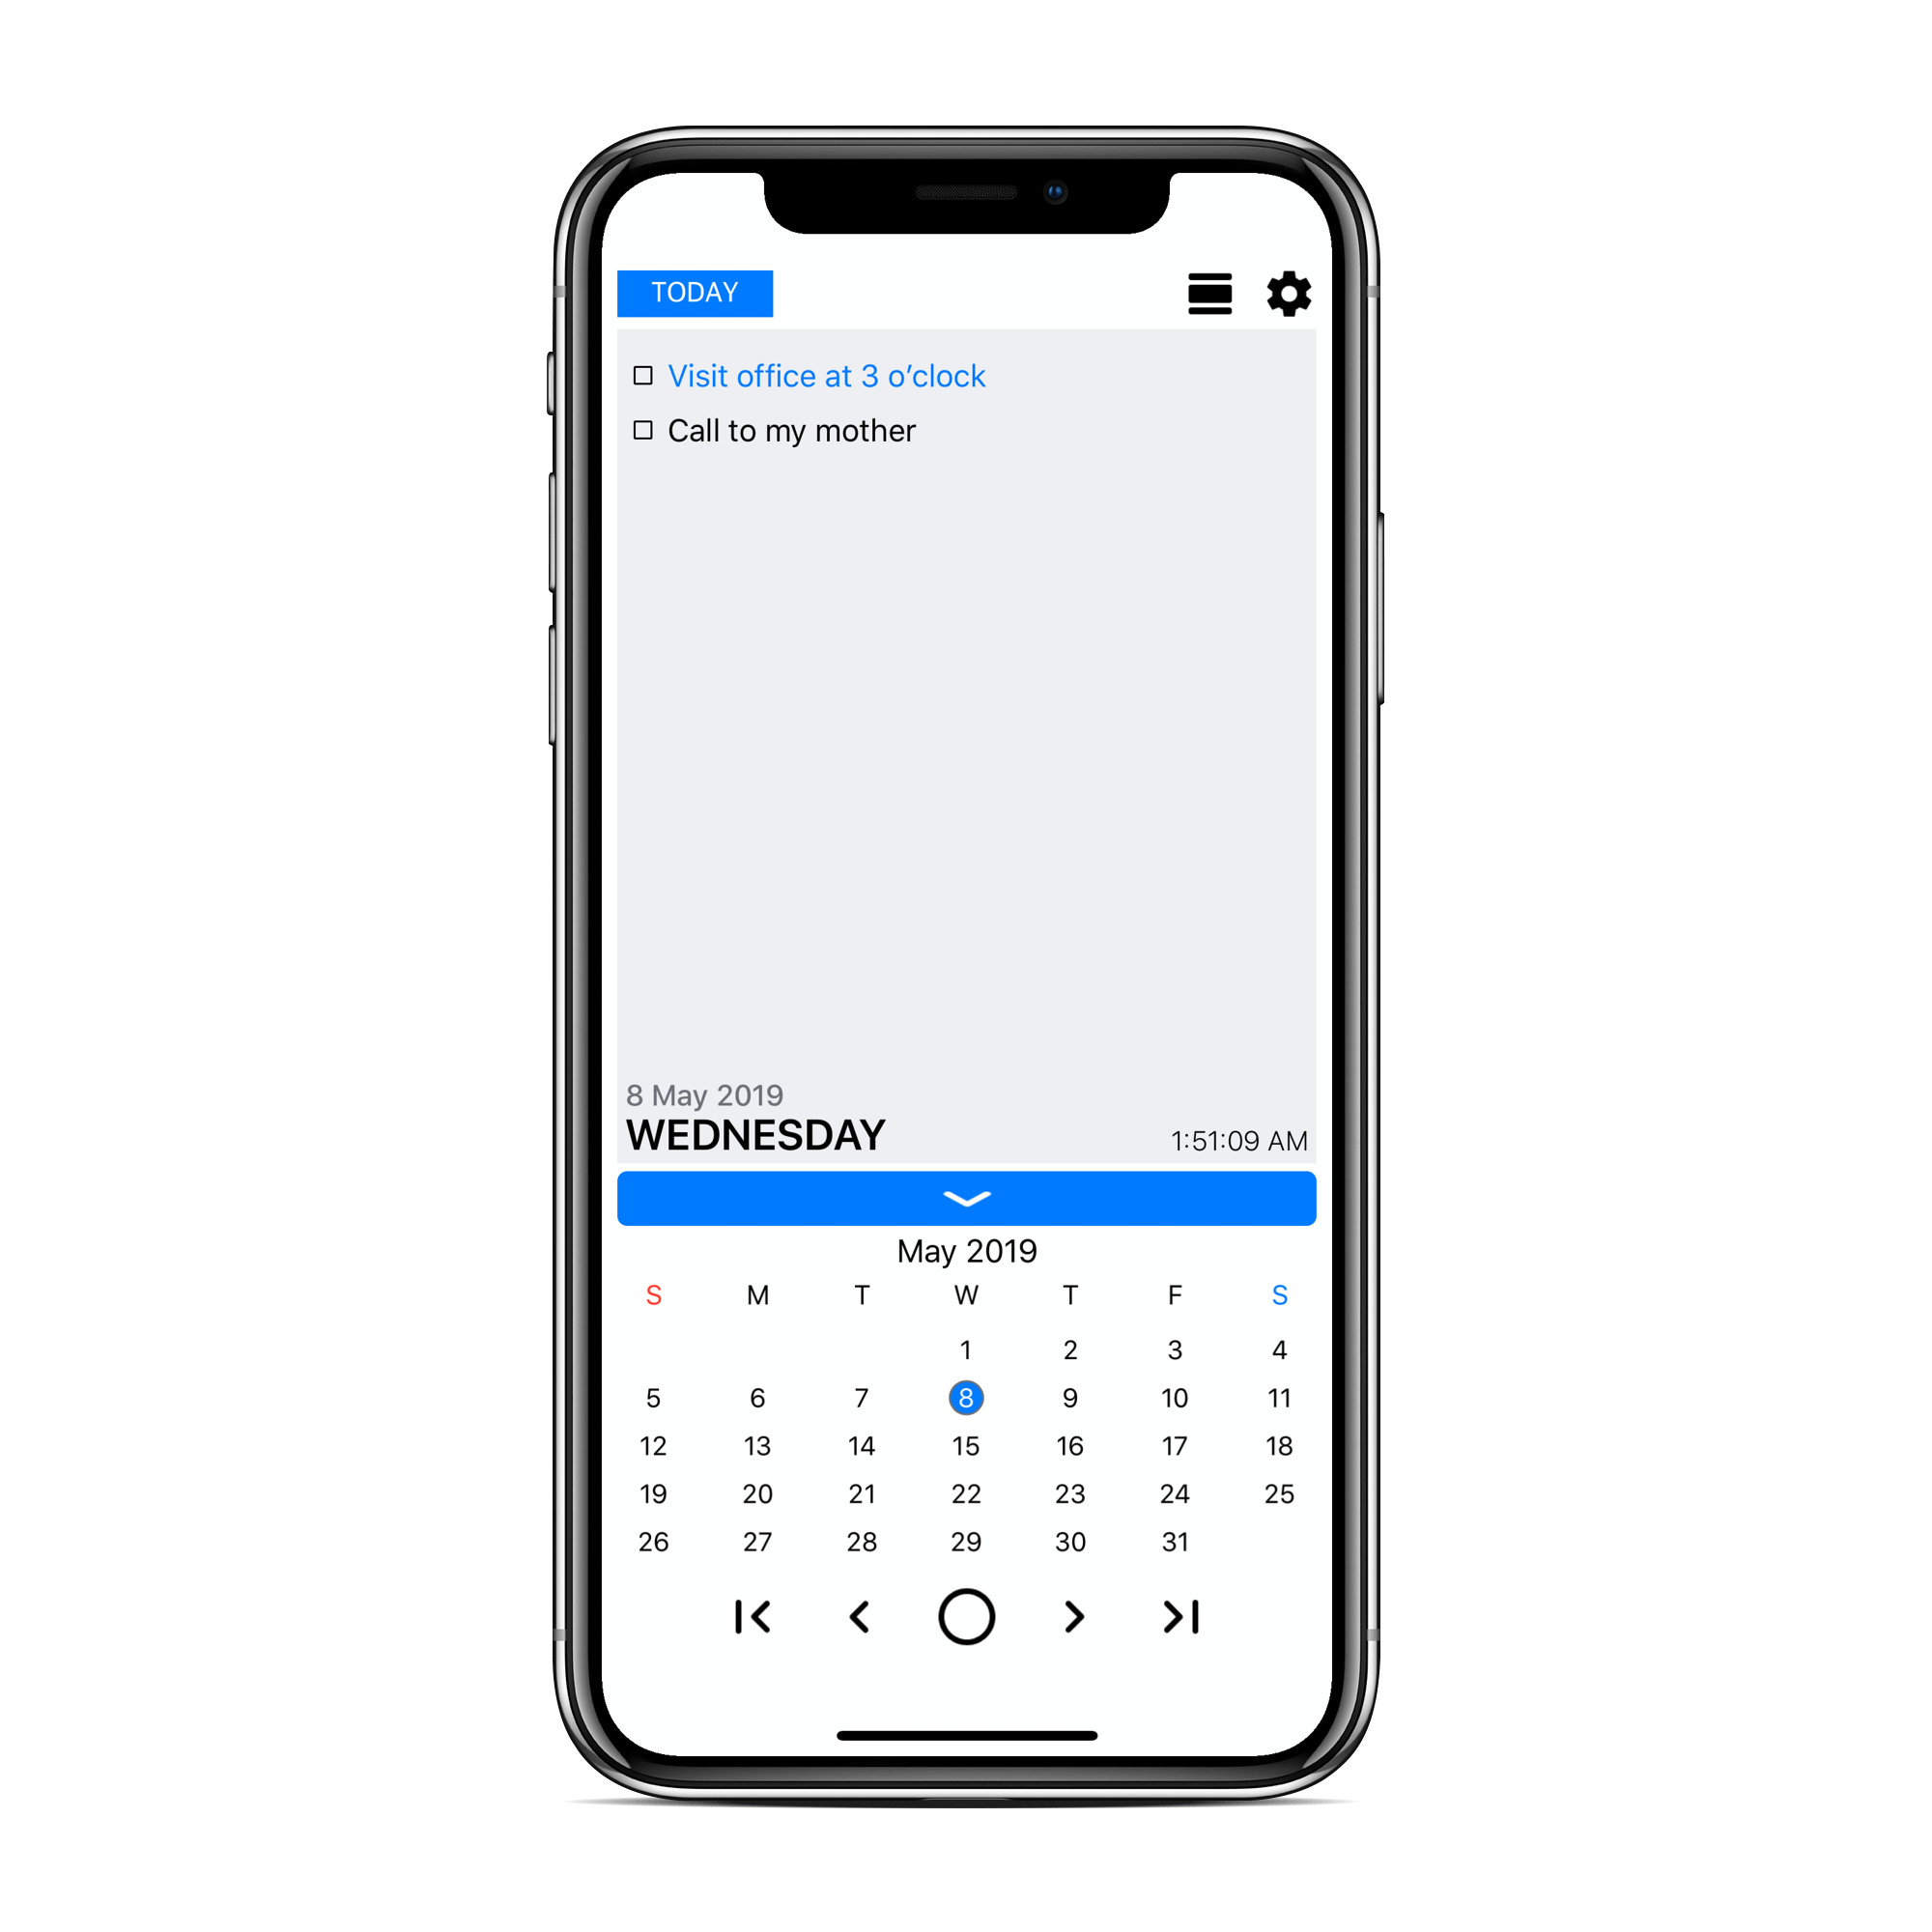 TODAY
Visit office at 3 o’clock
Call to my mother
8 May 2019
WEDNESDAY 1:51:09 AM
May 2019
S M T W T F S
1 2 3 4
5 6 7 8 9 10 11
12 13 14 15 16 17 18
19 20 21 22 23 24 25
26 27 28 29 30 31